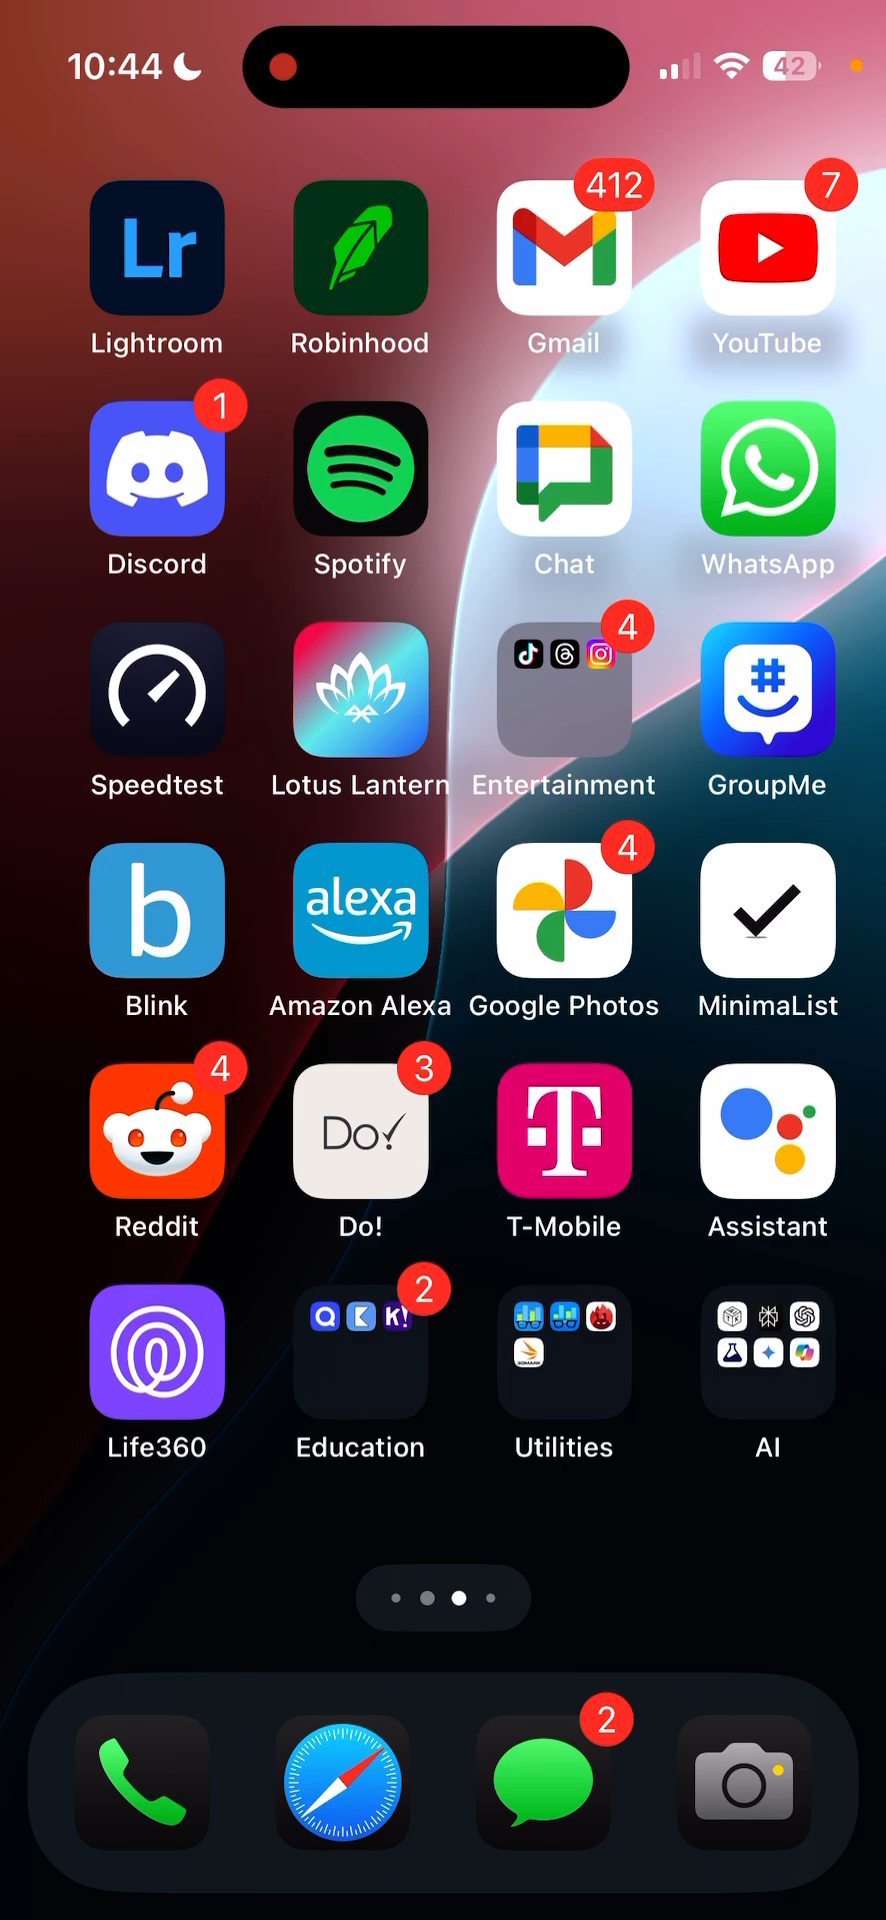 10:44
42
412
7
Lr
Lightroom
Robinhood
Gmail
YouTube
1
Discord
Spotify
Chat
WhatsApp
4
Speedtest
Lotus Lantern
Entertainment
GroupMe
4
b
alexa
Blink
Amazon Alexa
Google Photos
MinimaList
4
3
Do!
T
Reddit
Do!
T-Mobile
Assistant
2
K!
3DMARK
Life360
Education
Utilities
AI
2